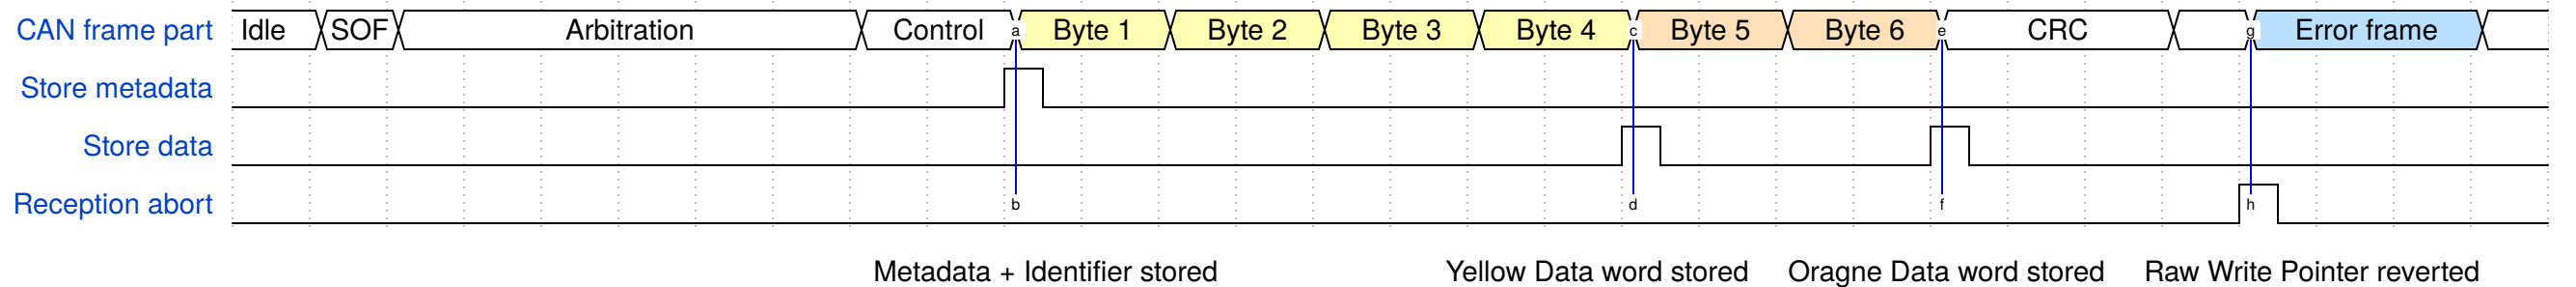 CAN frame part Idle SOF Arbitration Control a Byte 1 Byte 2 Byte 3 Byte 4 c Byte 5 Byte 6 e CRC g Error frame
Store metadata
Store data
Reception abort b d f h
Metadata + Identifier stored Yellow Data word stored Oragne Data word stored Raw Write Pointer reverted